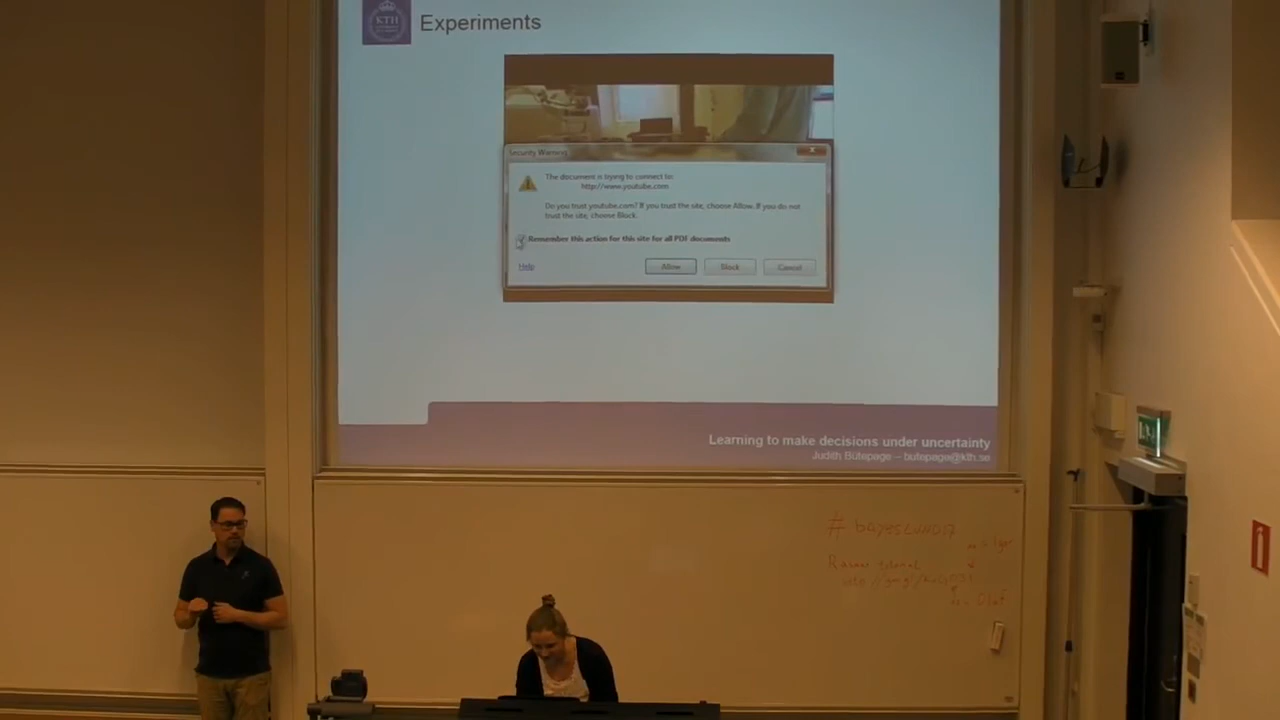 KTH
Experiments
Security Warning
The document is trying to connect to:
http://www.youtube.com
Do you trust youtube.com? If you trust the site, choose Allow. If you do not
trust the site, choose Block.
Remember this action for this site for all PDF documents
Help
Allow
Block
Cancel
Learning to make decisions under uncertainty
Judith Bütepage – butepage@kth.se
#